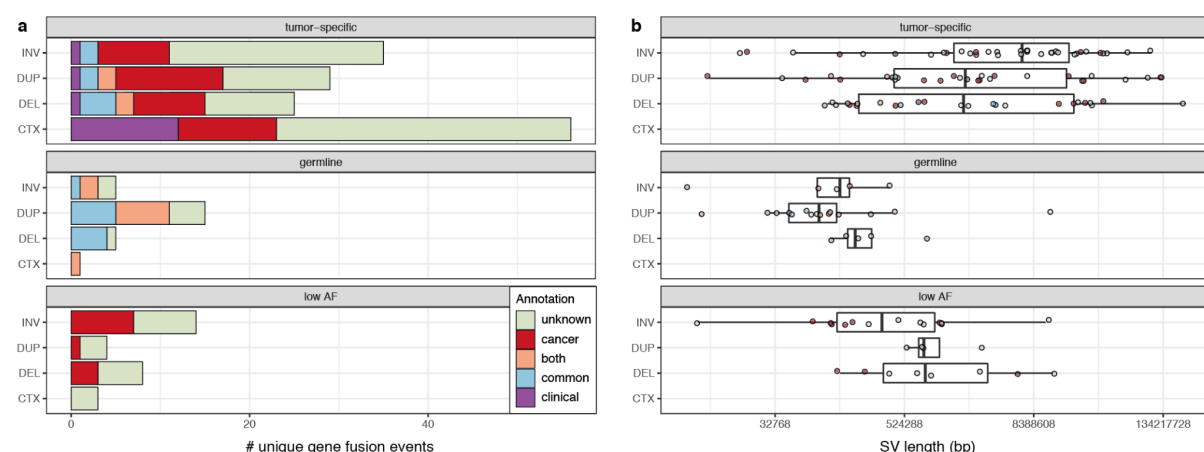 a
tumor−specific
INV
DUP
DEL
CTX
germline
INV
DUP
DEL
CTX
low AF
INV
DUP
DEL
CTX
Annotation
unknown
cancer
both
common
clinical
0 20 40
# unique gene fusion events
b
tumor−specific
INV
DUP
DEL
CTX
germline
INV
DUP
DEL
CTX
low AF
INV
DUP
DEL
CTX
32768 524288 8388608 134217728
SV length (bp)